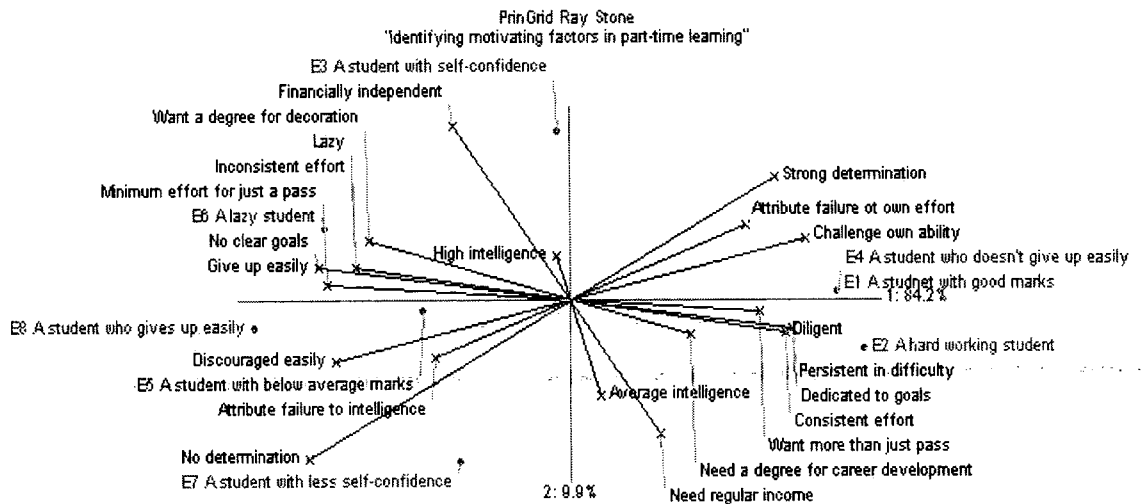 PrinGrid Ray Stone
"Identifying motivating factors in part-time learning"
E3 A student with self-confidence
Financially independent
Want a degree for decoration
Lazy
Inconsistent effort
Minimum effort for just a pass
E6 A lazy student
No clear goals
Give up easily
High intelligence
Strong determination
Attribute failure ot own effort
Challenge own ability
E4 A student who doesn't give up easily
E1 A studnet with good marks
1: 84.2%
E8 A student who gives up easily
Diligent
E2 A hard working student
Discouraged easily
Persistent in difficulty
E5 A student with below average marks
Average intelligence
Dedicated to goals
Attribute failure to intelligence
Consistent effort
Want more than just pass
No determination
Need a degree for career development
E7 A student with less self-confidence
2: 9.9%
Need regular income